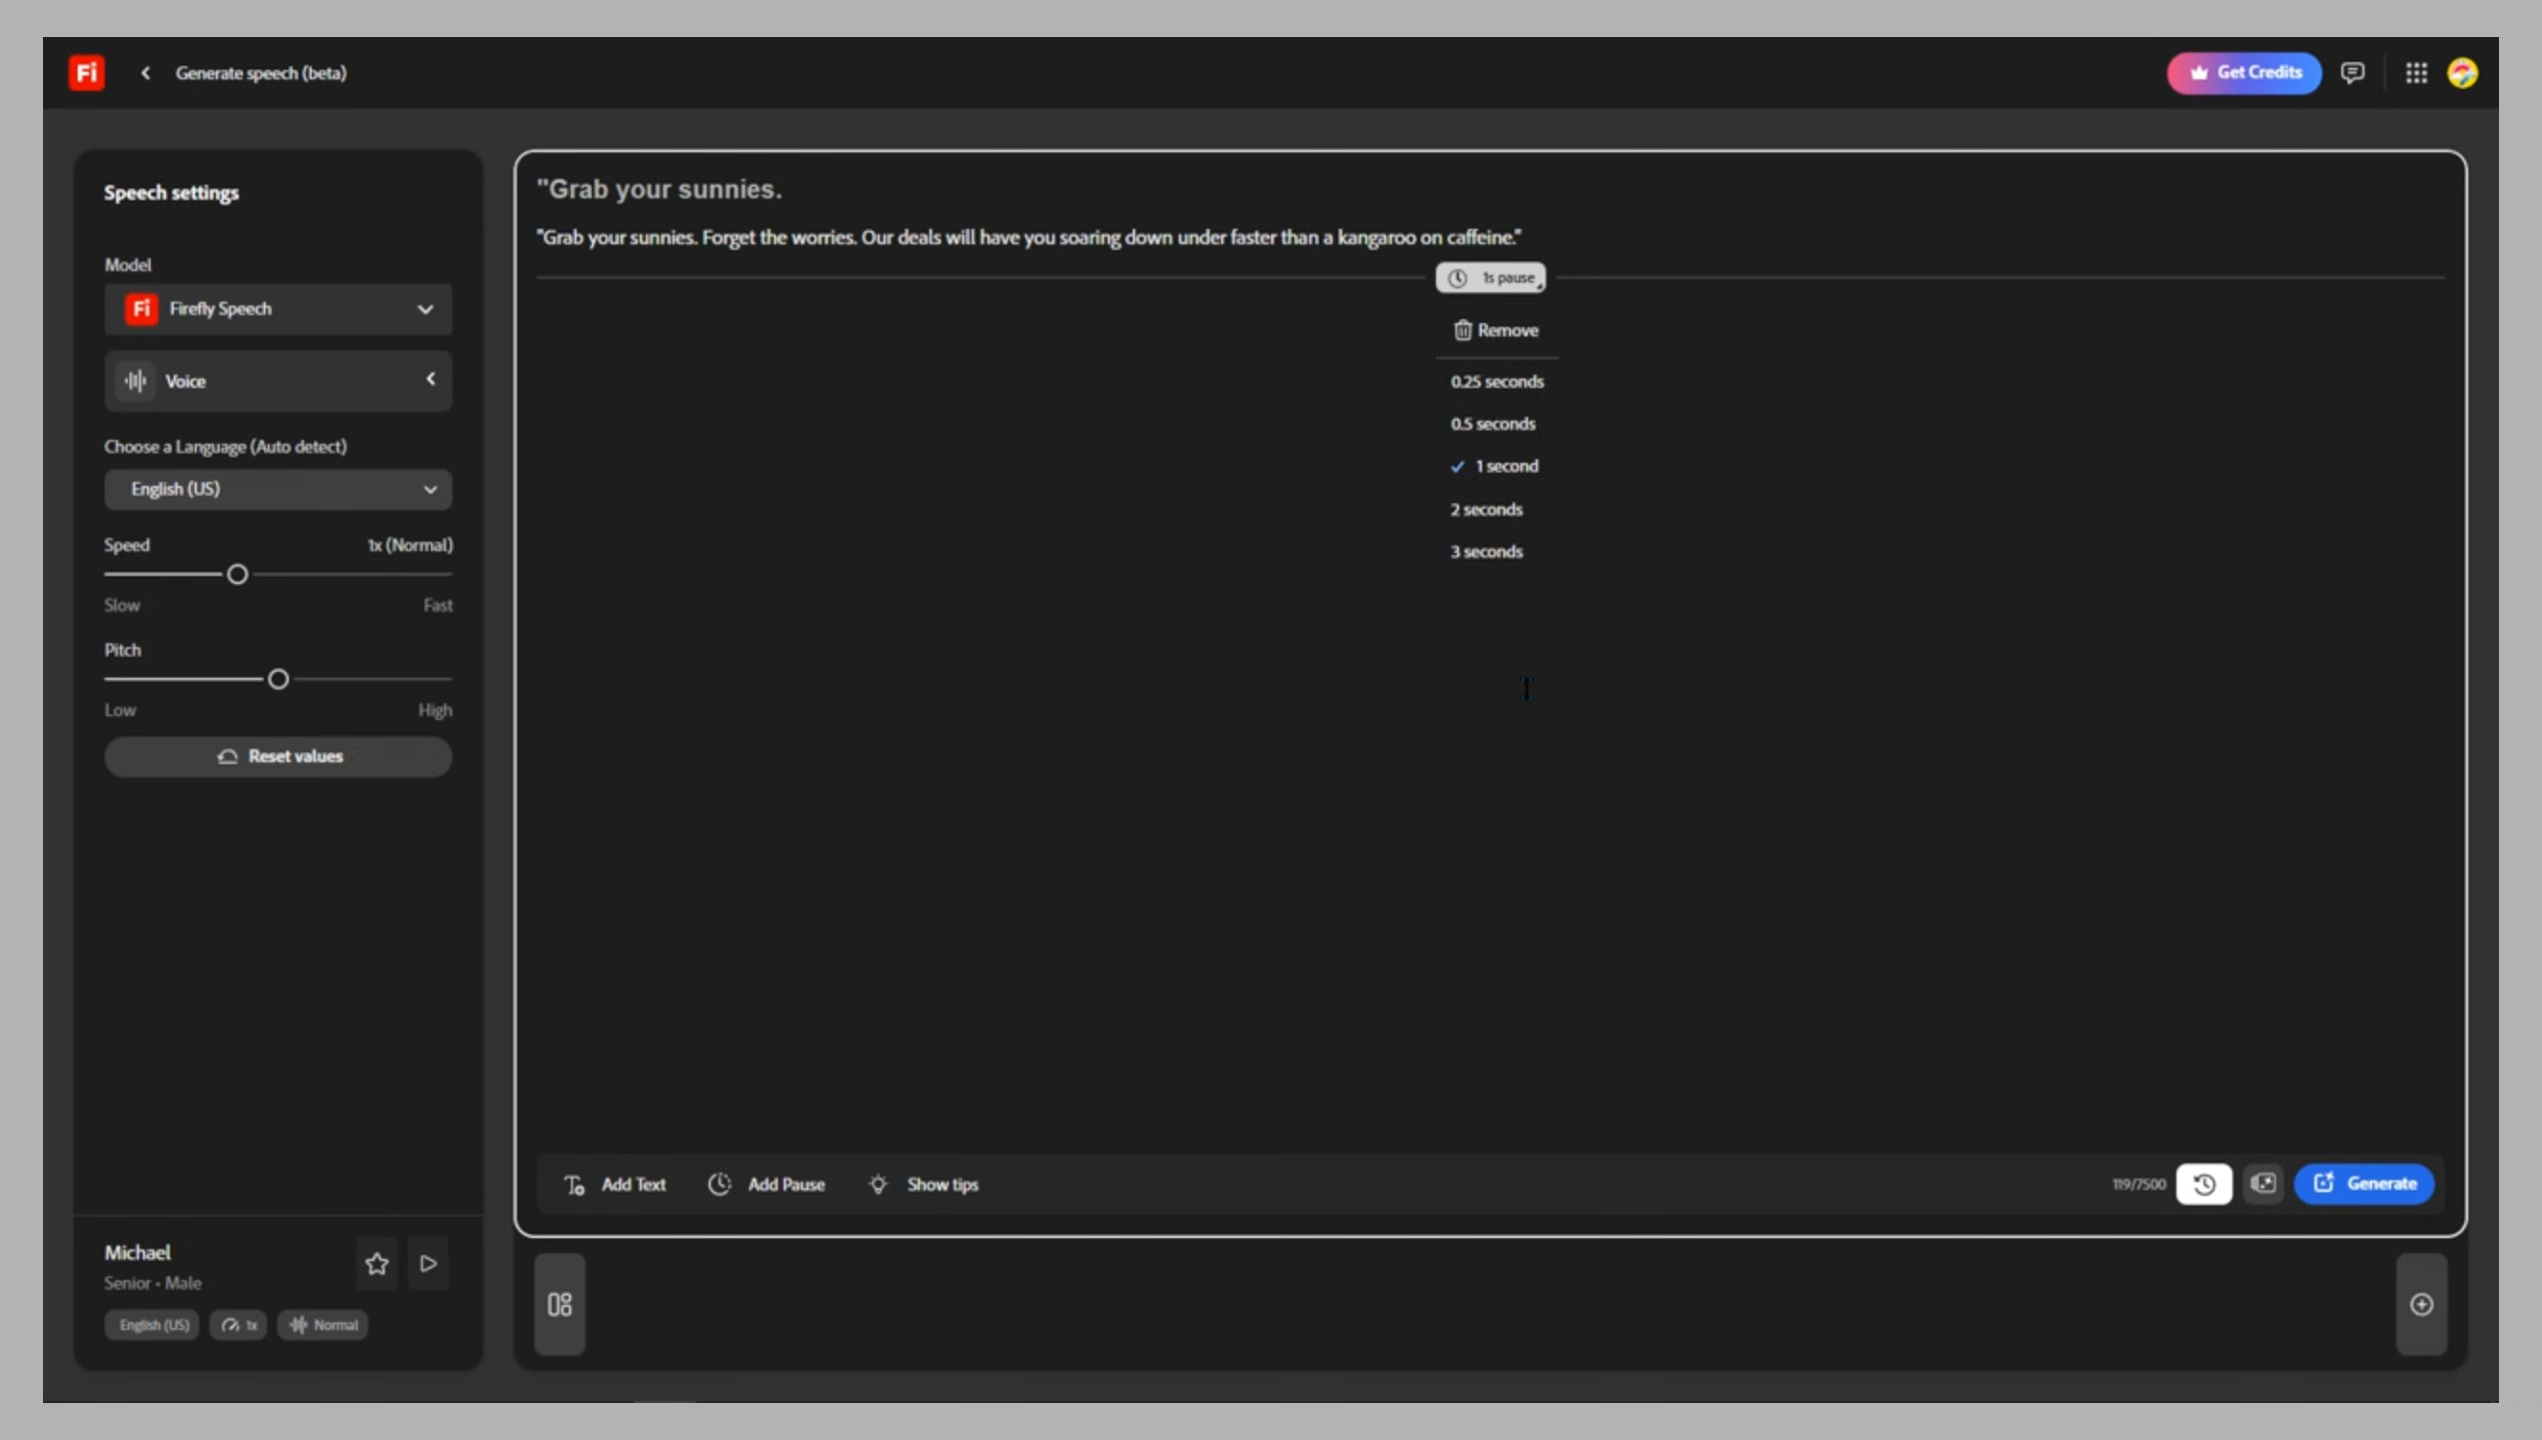 Fi
Generate speech (beta)
Get Credits
Speech settings
Model
Fi
Firefly Speech
Voice
Choose a Language (Auto detect)
English (US)
Speed
1x (Normal)
Slow
Fast
Pitch
Low
High
Reset values
Michael
Senior • Male
English (US)
1x
Normal
"Grab your sunnies.
"Grab your sunnies. Forget the worries. Our deals will have you soaring down under faster than a kangaroo on caffeine."
1s pause
Remove
0.25 seconds
0.5 seconds
1 second
2 seconds
3 seconds
Add Text
Add Pause
Show tips
119/7500
Generate